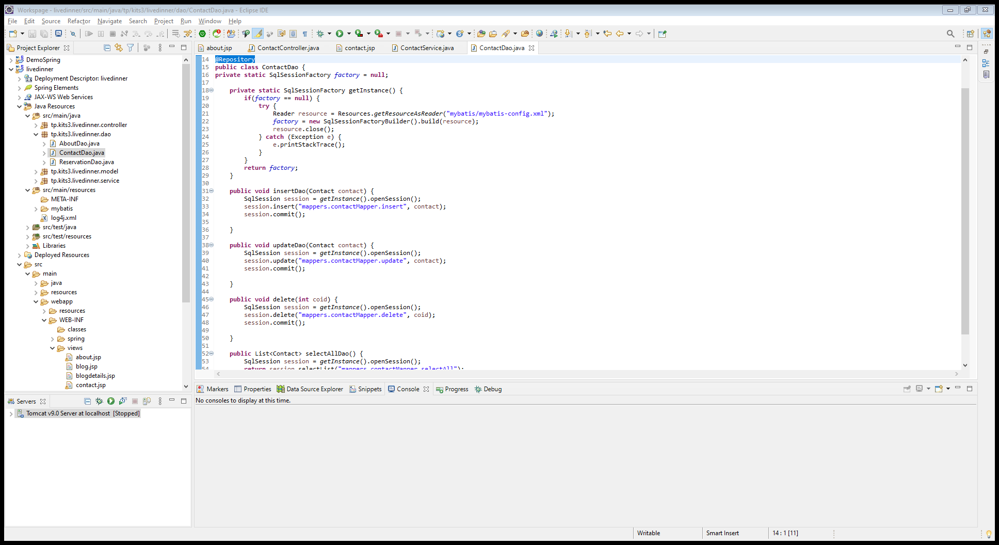 Workspage - livedinner/src/main/java/tp/kits3/livedinner/dao/ContactDao.java - Eclipse IDE
File Edit Source Refactor Navigate Search Project Run Window Help
Project Explorer
DemoSpring
livedinner
Deployment Descriptor: livedinner
Spring Elements
JAX-WS Web Services
Java Resources
src/main/java
tp.kits3.livedinner.controller
tp.kits3.livedinner.dao
AboutDao.java
ContactDao.java
ReservationDao.java
tp.kits3.livedinner.model
tp.kits3.livedinner.service
src/main/resources
META-INF
mybatis
log4j.xml
src/test/java
src/test/resources
Libraries
Deployed Resources
src
main
java
resources
webapp
resources
WEB-INF
classes
spring
views
about.jsp
blog.jsp
blogdetails.jsp
contact.jsp
about.jsp ContactController.java contact.jsp ContactService.java ContactDao.java
14 @Repository
15 public class ContactDao {
16 private static SqlSessionFactory factory = null;
17
18 private static SqlSessionFactory getInstance() {
19 if(factory == null) {
20 try {
21 Reader resource = Resources.getResourceAsReader("mybatis/mybatis-config.xml");
22 factory = new SqlSessionFactoryBuilder().build(resource);
23 resource.close();
24 } catch (Exception e) {
25 e.printStackTrace();
26 }
27 }
28 return factory;
29 }
30
31 public void insertDao(Contact contact) {
32 SqlSession session = getInstance().openSession();
33 session.insert("mappers.contactMapper.insert", contact);
34 session.commit();
35
36 }
37
38 public void updateDao(Contact contact) {
39 SqlSession session = getInstance().openSession();
40 session.update("mappers.contactMapper.update", contact);
41 session.commit();
42
43 }
44
45 public void delete(int coid) {
46 SqlSession session = getInstance().openSession();
47 session.delete("mappers.contactMapper.delete", coid);
48 session.commit();
49
50 }
51
52 public List<Contact> selectAllDao() {
53 SqlSession session = getInstance().openSession();
54 return session.selectList("mappers.contactMapper.selectAll");
Markers Properties Data Source Explorer Snippets Console Progress Debug
No consoles to display at this time.
Servers
Tomcat v9.0 Server at localhost [Stopped]
Writable Smart Insert 14 : 1 [11]